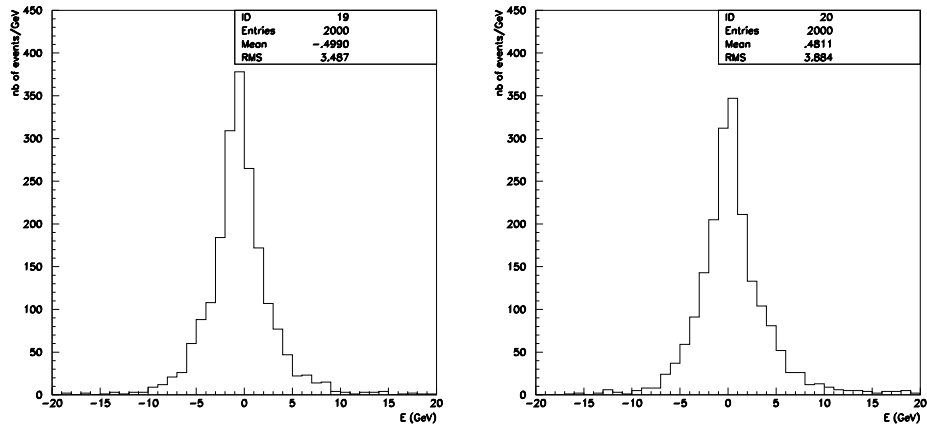 nb of events/GeV
450
400
350
300
250
200
150
100
50
0
ID 19
Entries 2000
Mean -.4990
RMS 3.487
-20 -15 -10 -5 0 5 10 15 20
E (GeV)
nb of events/GeV
450
400
350
300
250
200
150
100
50
0
ID 20
Entries 2000
Mean .4811
RMS 3.884
-20 -15 -10 -5 0 5 10 15 20
E (GeV)